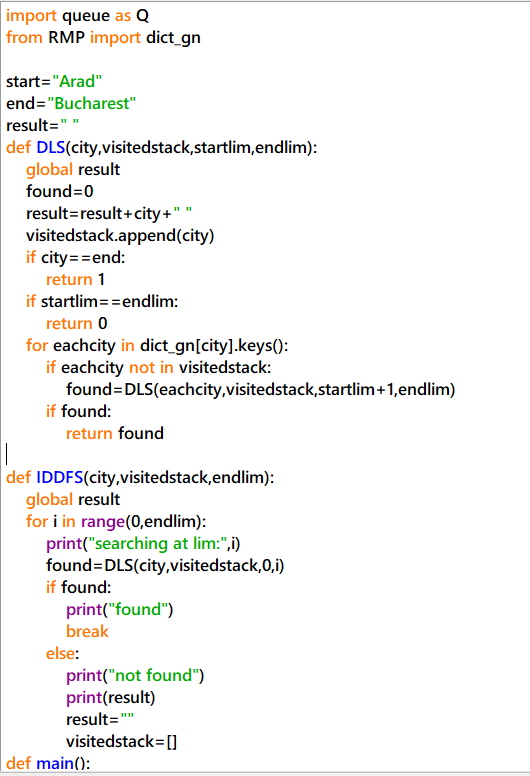 import queue as Q
from RMP import dict_gn

start="Arad"
end="Bucharest"
result=" "
def DLS(city,visitedstack,startlim,endlim):
    global result
    found=0
    result=result+city+" "
    visitedstack.append(city)
    if city==end:
        return 1
    if startlim==endlim:
        return 0
    for eachcity in dict_gn[city].keys():
        if eachcity not in visitedstack:
            found=DLS(eachcity,visitedstack,startlim+1,endlim)
        if found:
            return found

def IDDFS(city,visitedstack,endlim):
    global result
    for i in range(0,endlim):
        print("searching at lim:",i)
        found=DLS(city,visitedstack,0,i)
        if found:
            print("found")
            break
        else:
            print("not found")
            print(result)
            result=""
            visitedstack=[]
def main():